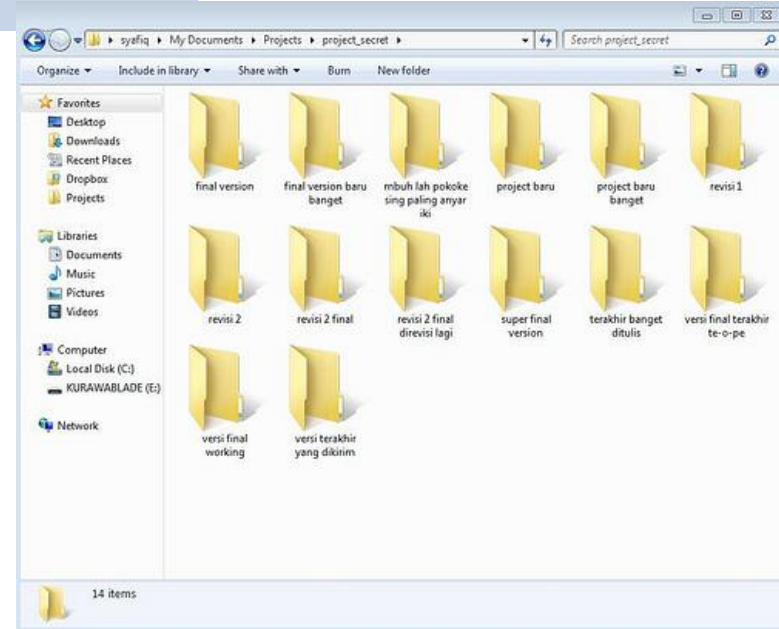 syafiq ▸ My Documents ▸ Projects ▸ project_secret ▸
Search project_secret
Organize Include in library Share with Burn New folder
Favorites
Desktop
Downloads
Recent Places
Dropbox
Projects
Libraries
Documents
Music
Pictures
Videos
Computer
Local Disk (C:)
KURAWABLADE (E:)
Network
final version
final version baru
banget
mbuh lah pokoke
sing paling anyar
iki
project baru
project baru
banget
revisi 1
revisi 2
revisi 2 final
revisi 2 final
direvisi lagi
super final
version
terakhir banget
ditulis
versi final terakhir
te-o-pe
versi final
working
versi terakhir
yang dikirim
14 items